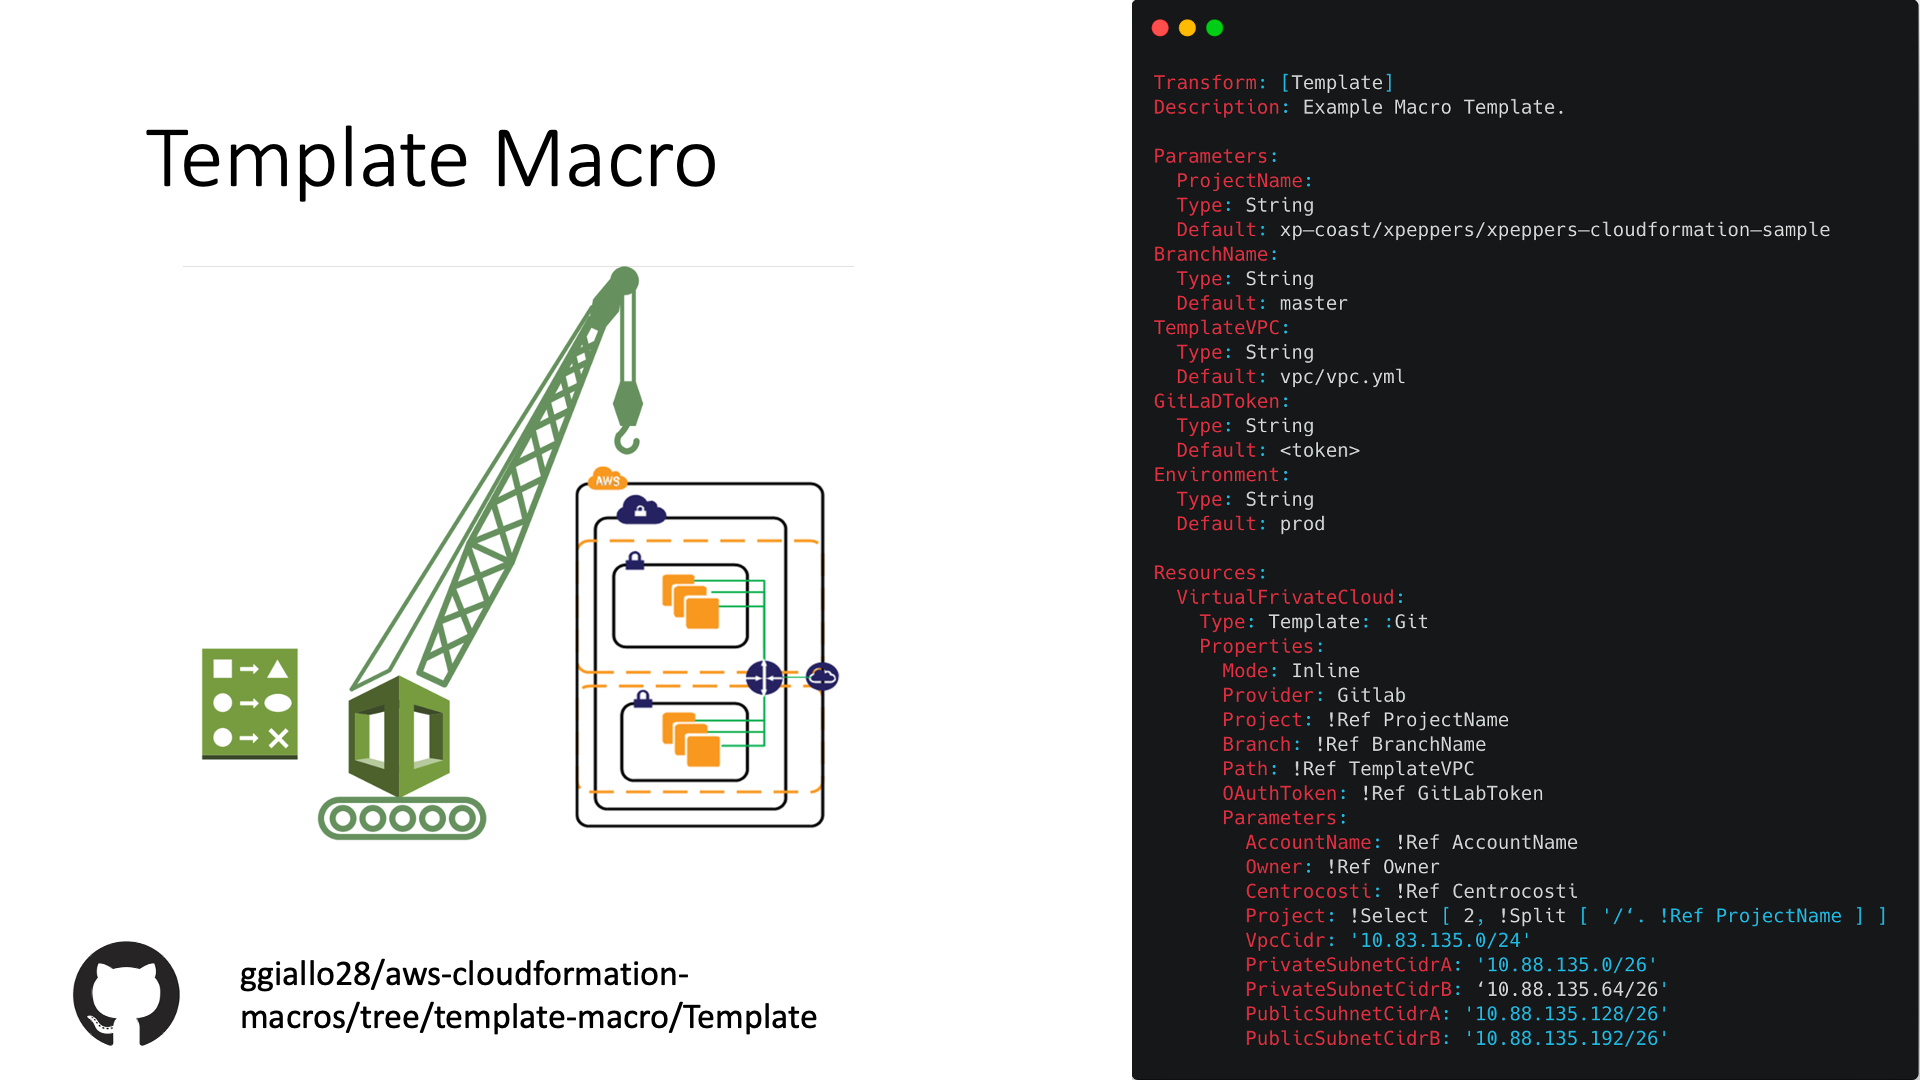 Template Macro
AWS
ggiallo28/aws-cloudformation-
macros/tree/template-macro/Template
Transform: [Template]
Description: Example Macro Template.
Parameters:
ProjectName:
Type: String
Default: xp–coast/xpeppers/xpeppers–cloudformation–sample
BranchName:
Type: String
Default: master
TemplateVPC:
Type: String
Default: vpc/vpc.yml
GitLaDToken:
Type: String
Default: <token>
Environment:
Type: String
Default: prod
Resources:
VirtualFrivateCloud:
Type: Template: :Git
Properties:
Mode: Inline
Provider: Gitlab
Project: !Ref ProjectName
Branch: !Ref BranchName
Path: !Ref TemplateVPC
OAuthToken: !Ref GitLabToken
Parameters:
AccountName: !Ref AccountName
Owner: !Ref Owner
Centrocosti: !Ref Centrocosti
Project: !Select [ 2, !Split [ '/‘. !Ref ProjectName ] ]
VpcCidr: '10.83.135.0/24'
PrivateSubnetCidrA: '10.88.135.0/26'
PrivateSubnetCidrB: ‘10.88.135.64/26'
PublicSuhnetCidrA: '10.88.135.128/26'
PublicSubnetCidrB: '10.88.135.192/26'